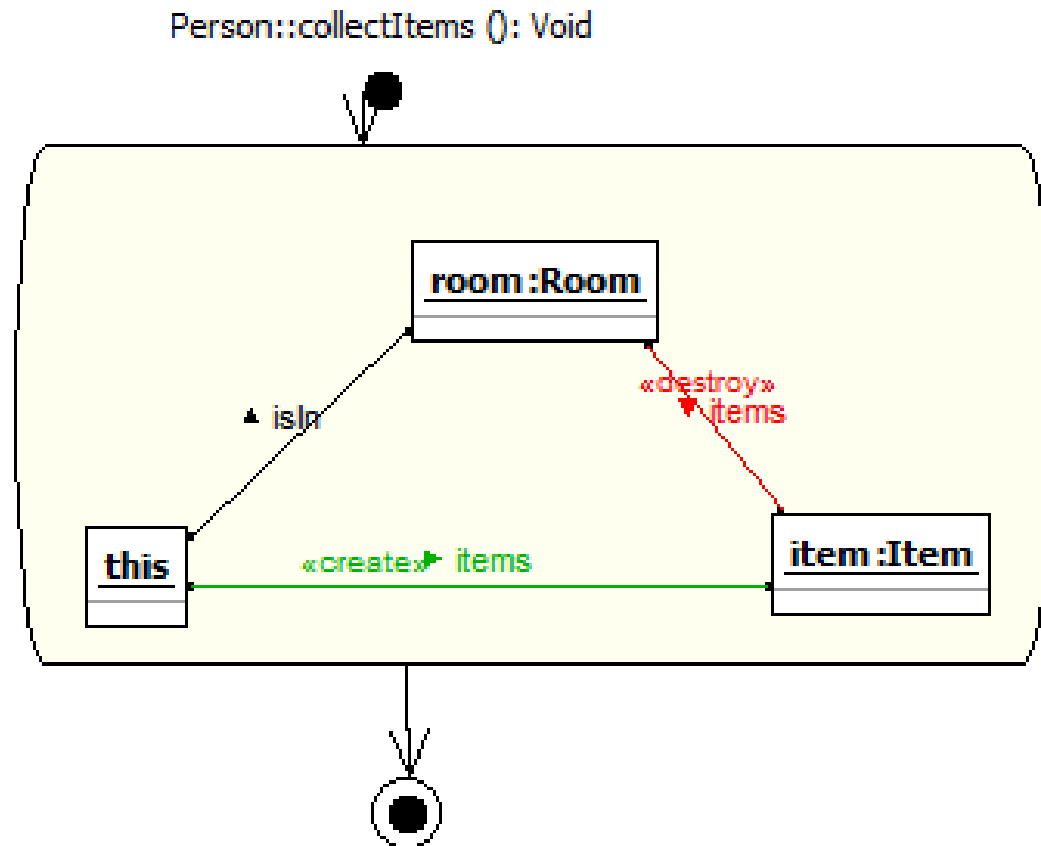 Person::collectItems (): Void
room :Room
«destroy»
isIn
items
this
«create» items
item :Item